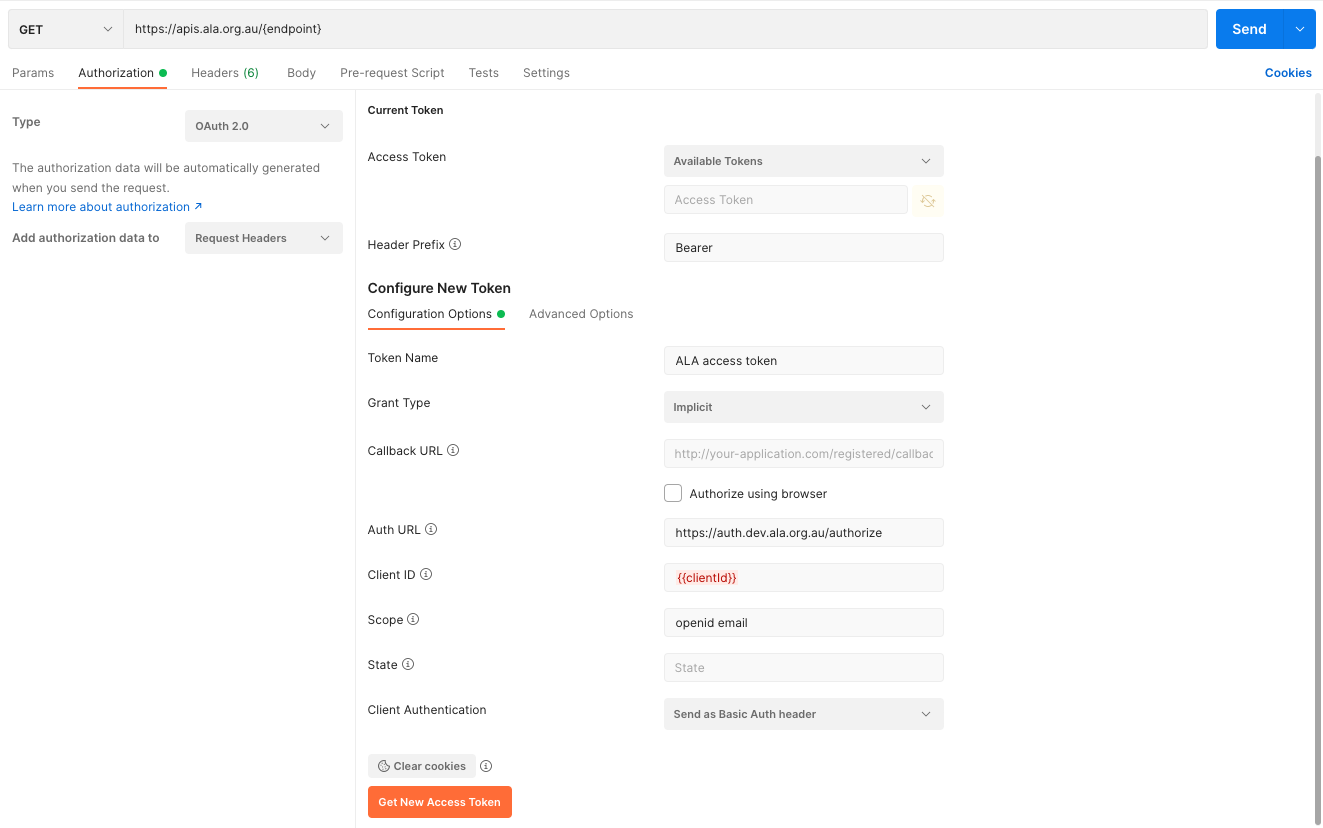 GET
https://apis.ala.org.au/{endpoint}
Send
Params
Authorization
Headers (6)
Body
Pre-request Script
Tests
Settings
Cookies
Type
OAuth 2.0
The authorization data will be automatically generated
when you send the request.
Learn more about authorization ↗
Add authorization data to
Request Headers
Current Token
Access Token
Available Tokens
Access Token
Header Prefix
Bearer
Configure New Token
Configuration Options
Advanced Options
Token Name
ALA access token
Grant Type
Implicit
Callback URL
http://your-application.com/registered/callbac
Authorize using browser
Auth URL
https://auth.dev.ala.org.au/authorize
Client ID
{{clientId}}
Scope
openid email
State
State
Client Authentication
Send as Basic Auth header
Clear cookies
Get New Access Token